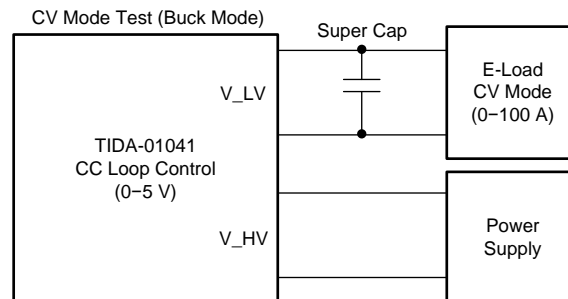 CV Mode Test (Buck Mode)
Super Cap
V_LV
E-Load
CV Mode
(0−100 A)
TIDA-01041
CC Loop Control
(0−5 V)
V_HV
Power
Supply